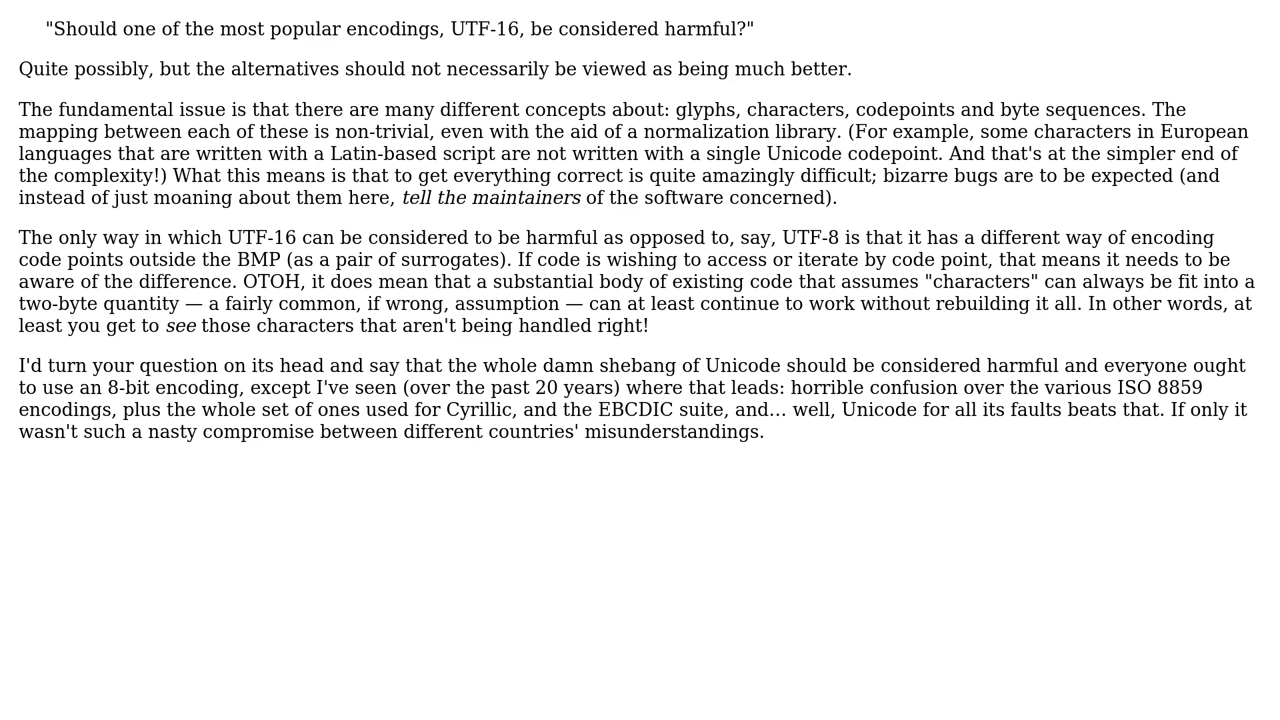 "Should one of the most popular encodings, UTF-16, be considered harmful?"
Quite possibly, but the alternatives should not necessarily be viewed as being much better.
The fundamental issue is that there are many different concepts about: glyphs, characters, codepoints and byte sequences. The
mapping between each of these is non-trivial, even with the aid of a normalization library. (For example, some characters in European
languages that are written with a Latin-based script are not written with a single Unicode codepoint. And that's at the simpler end of
the complexity!) What this means is that to get everything correct is quite amazingly difficult; bizarre bugs are to be expected (and
instead of just moaning about them here, tell the maintainers of the software concerned).
The only way in which UTF-16 can be considered to be harmful as opposed to, say, UTF-8 is that it has a different way of encoding
code points outside the BMP (as a pair of surrogates). If code is wishing to access or iterate by code point, that means it needs to be
aware of the difference. OTOH, it does mean that a substantial body of existing code that assumes "characters" can always be fit into a
two-byte quantity — a fairly common, if wrong, assumption — can at least continue to work without rebuilding it all. In other words, at
least you get to see those characters that aren't being handled right!
I'd turn your question on its head and say that the whole damn shebang of Unicode should be considered harmful and everyone ought
to use an 8-bit encoding, except I've seen (over the past 20 years) where that leads: horrible confusion over the various ISO 8859
encodings, plus the whole set of ones used for Cyrillic, and the EBCDIC suite, and… well, Unicode for all its faults beats that. If only it
wasn't such a nasty compromise between different countries' misunderstandings.